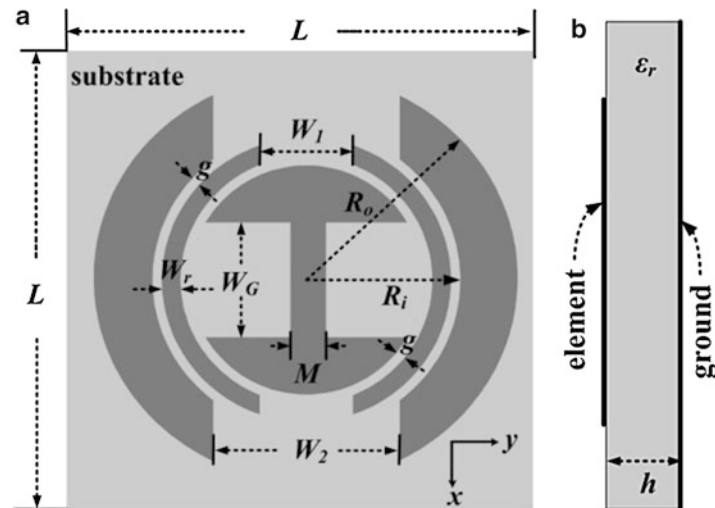 a
L
b
substrate
εr
W1
g
Ro
L
Wr
WG
Ri
g
M
element
ground
W2
y
x
h